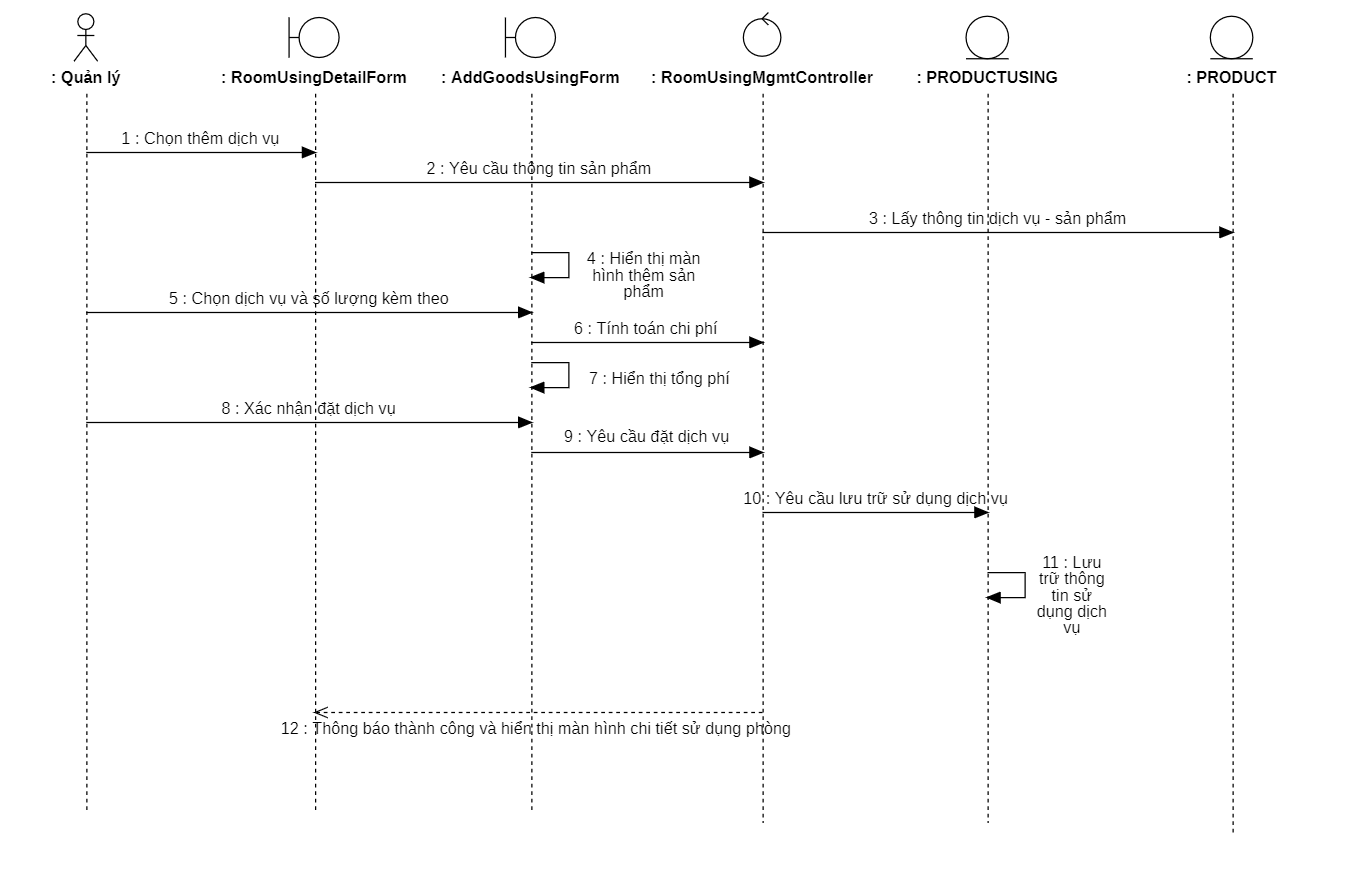 : Quản lý
: RoomUsingDetailForm
: AddGoodsUsingForm
: RoomUsingMgmtController
: PRODUCTUSING
: PRODUCT
1 : Chọn thêm dịch vụ
2 : Yêu cầu thông tin sản phẩm
3 : Lấy thông tin dịch vụ - sản phẩm
4 : Hiển thị màn
hình thêm sản
phẩm
5 : Chọn dịch vụ và số lượng kèm theo
6 : Tính toán chi phí
7 : Hiển thị tổng phí
8 : Xác nhận đặt dịch vụ
9 : Yêu cầu đặt dịch vụ
10 : Yêu cầu lưu trữ sử dụng dịch vụ
11 : Lưu
trữ thông
tin sử
dụng dịch
vụ
12 : Thông báo thành công và hiển thị màn hình chi tiết sử dụng phòng